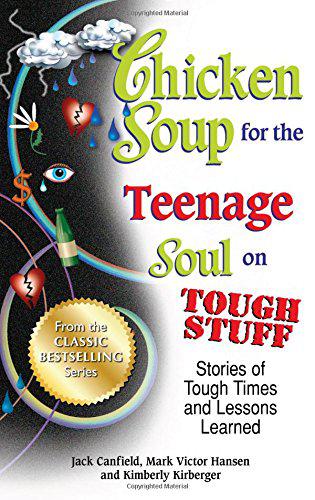 Chicken
Soup for the
Teenage
Soul on
TOUGH
STUFF
From the
CLASSIC
BESTSELLING
Series
Stories of
Tough Times
and Lessons
Learned
$
Jack Canfield, Mark Victor Hansen
and Kimberly Kirberger